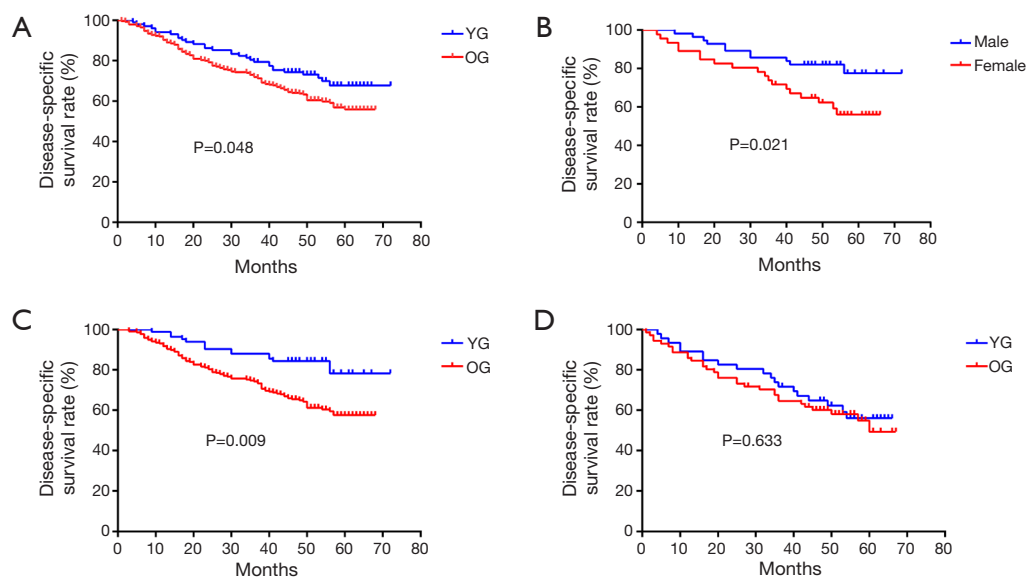 A
Disease-specific
survival rate (%)
100
80
60
40
80
0
P=0.048
YG
OG
0 10 20 30 40 50 60 70 80
Months
B
Disease-specific
survival rate (%)
100
80
60
40
80
0
P=0.021
Male
Female
0 10 20 30 40 50 60 70 80
Months
C
Disease-specific
survival rate (%)
100
80
60
40
80
0
P=0.009
YG
OG
0 10 20 30 40 50 60 70 80
Months
D
Disease-specific
survival rate (%)
100
80
60
40
80
0
P=0.633
YG
OG
0 10 20 30 40 50 60 70 80
Months